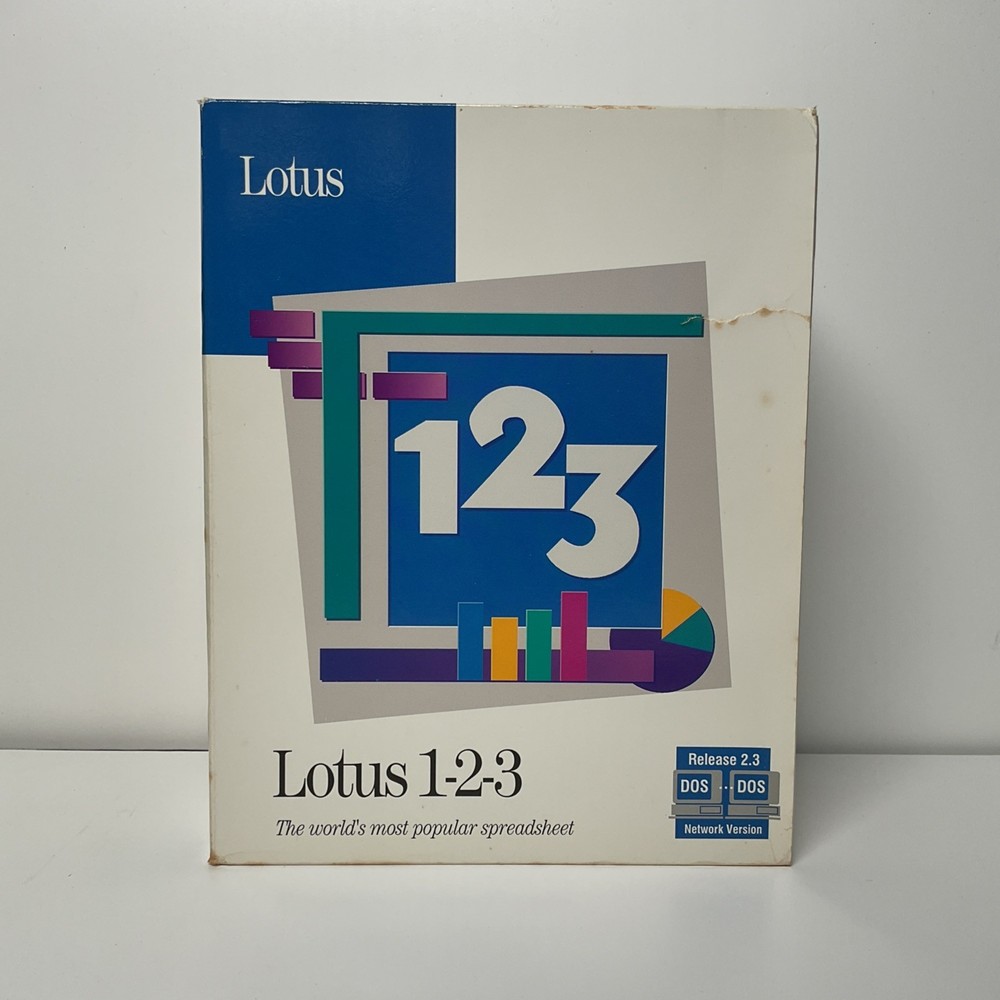 Lotus
123
Lotus 1-2-3
The world's most popular spreadsheet
Release 2.3
DOS ··· DOS
Network Version